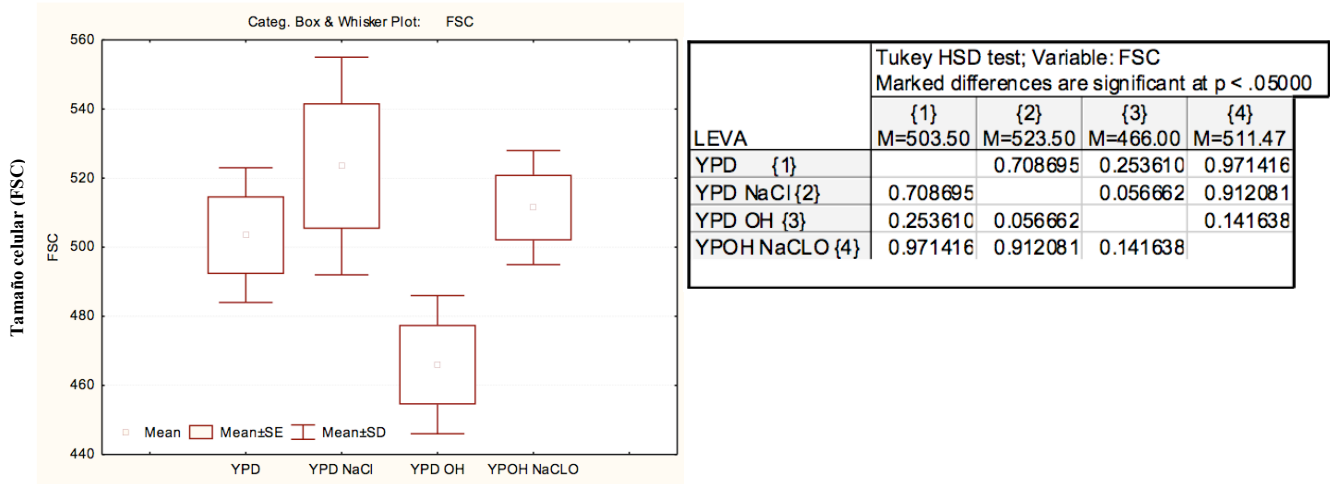 Categ. Box & Whisker Plot: FSC
Tamaño celular (FSC)
FSC
560
540
520
500
480
460
440
Mean
Mean±SE
Mean±SD
YPD
YPD NaCl
YPD OH
YPOH NaCLO
Tukey HSD test; Variable: FSC
Marked differences are significant at p < .05000
{1} {2} {3} {4}
LEVA M=503.50 M=523.50 M=466.00 M=511.47
YPD {1} 0.708695 0.253610 0.971416
YPD NaCl {2} 0.708695 0.056662 0.912081
YPD OH {3} 0.253610 0.056662 0.141638
YPOH NaCLO {4} 0.971416 0.912081 0.141638